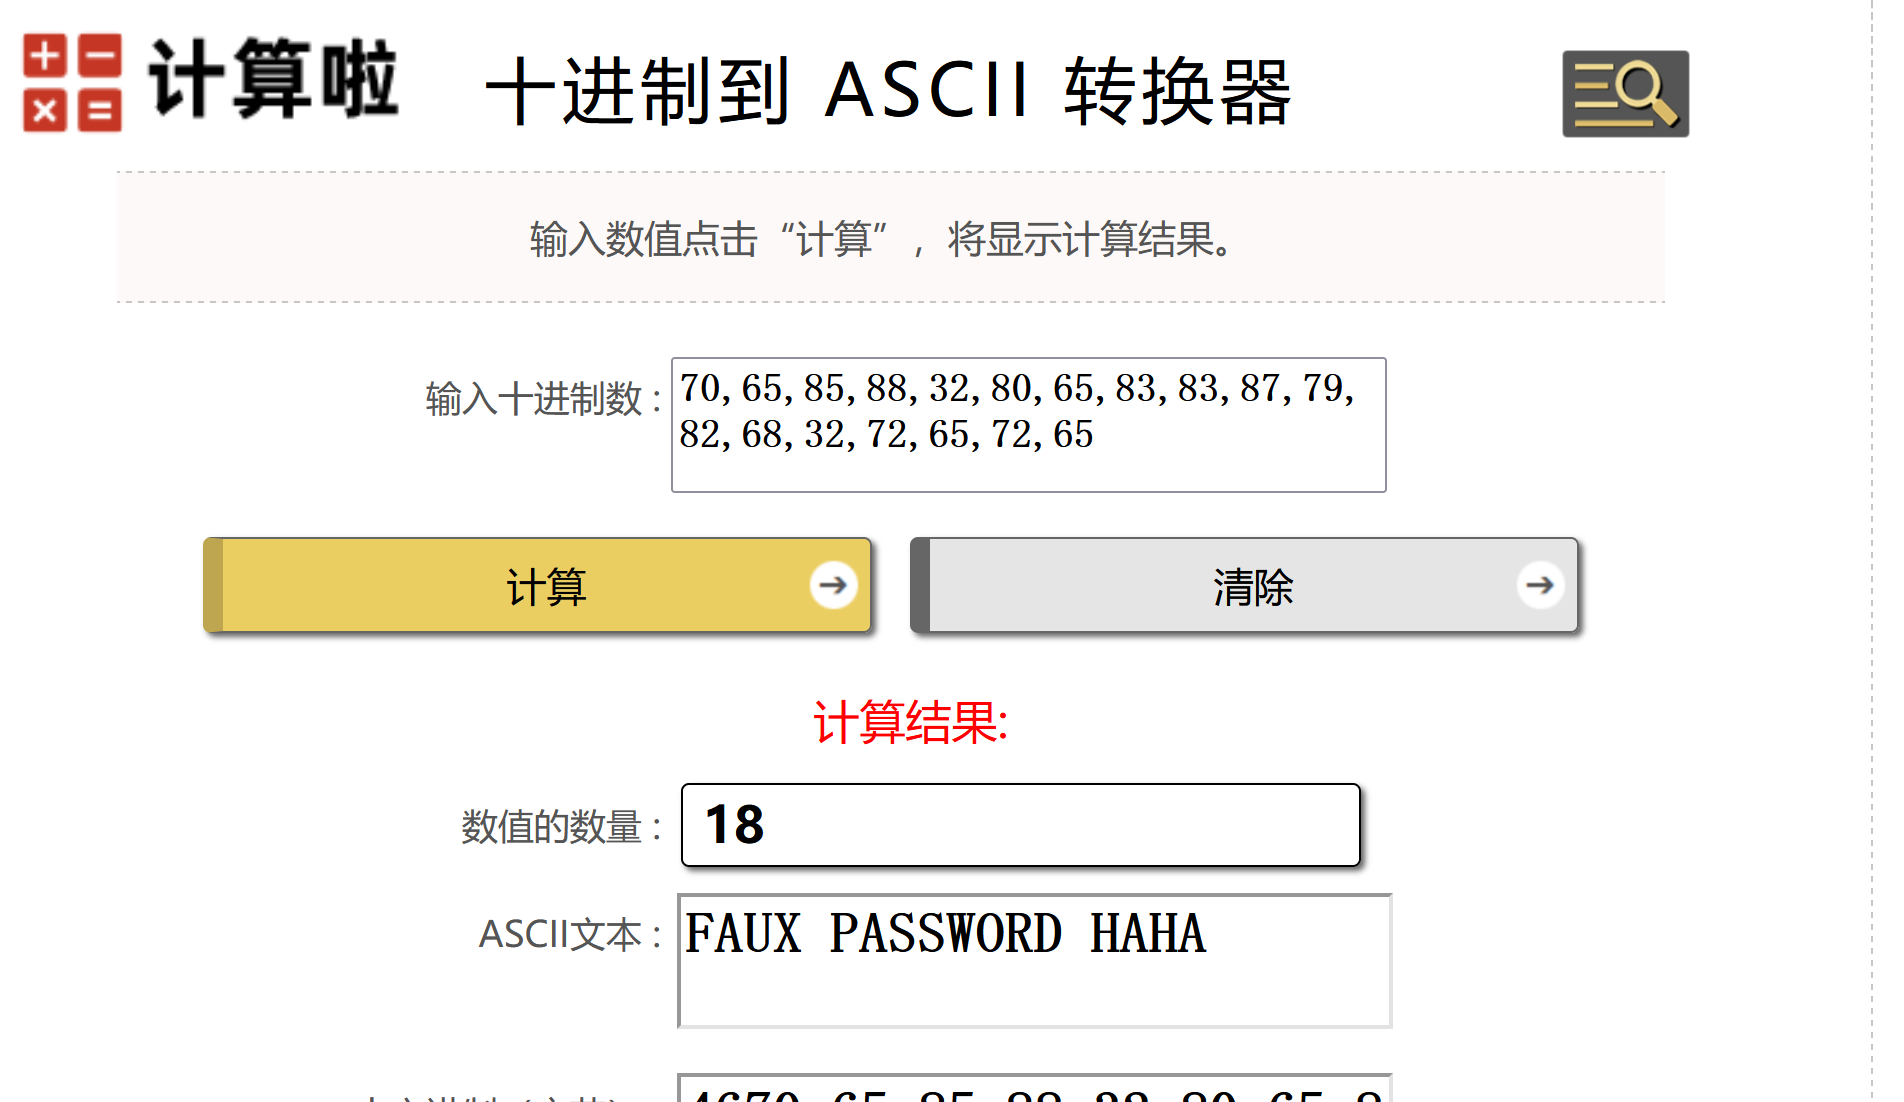 计算啦
十进制到 ASCII 转换器
输入数值点击“计算”，将显示计算结果。
输入十进制数：
70, 65, 85, 88, 32, 80, 65, 83, 83, 87, 79,
82, 68, 32, 72, 65, 72, 65
计算
清除
计算结果:
数值的数量：
18
ASCII文本：
FAUX PASSWORD HAHA